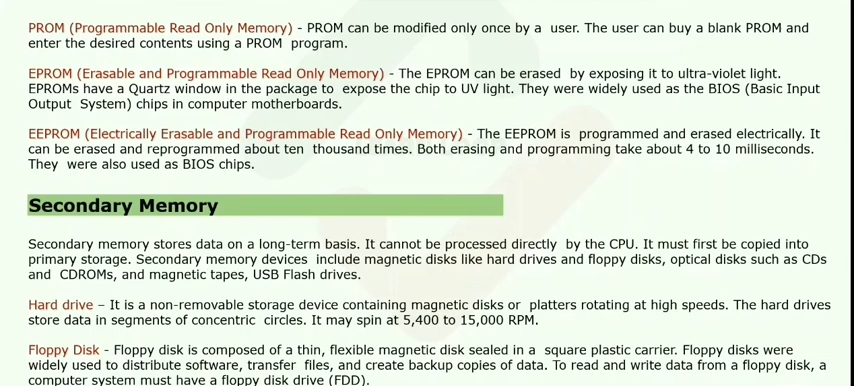 PROM (Programmable Read Only Memory) - PROM can be modified only once by a user. The user can buy a blank PROM and
enter the desired contents using a PROM program.
EPROM (Erasable and Programmable Read Only Memory) - The EPROM can be erased by exposing it to ultra-violet light.
EPROMs have a Quartz window in the package to expose the chip to UV light. They were widely used as the BIOS (Basic Input
Output System) chips in computer motherboards.
EEPROM (Electrically Erasable and Programmable Read Only Memory) - The EEPROM is programmed and erased electrically. It
can be erased and reprogrammed about ten thousand times. Both erasing and programming take about 4 to 10 milliseconds.
They were also used as BIOS chips.
Secondary Memory
Secondary memory stores data on a long-term basis. It cannot be processed directly by the CPU. It must first be copied into
primary storage. Secondary memory devices include magnetic disks like hard drives and floppy disks, optical disks such as CDs
and CDROMs, and magnetic tapes, USB Flash drives.
Hard drive – It is a non-removable storage device containing magnetic disks or platters rotating at high speeds. The hard drives
store data in segments of concentric circles. It may spin at 5,400 to 15,000 RPM.
Floppy Disk - Floppy disk is composed of a thin, flexible magnetic disk sealed in a square plastic carrier. Floppy disks were
widely used to distribute software, transfer files, and create backup copies of data. To read and write data from a floppy disk, a
computer system must have a floppy disk drive (FDD).